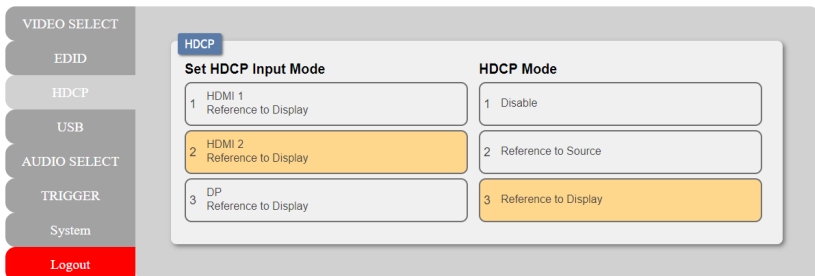 VIDEO SELECT
EDID
HDCP
USB
AUDIO SELECT
TRIGGER
System
Logout
HDCP
Set HDCP Input Mode
1 HDMI 1
Reference to Display
2 HDMI 2
Reference to Display
3 DP
Reference to Display
HDCP Mode
1 Disable
2 Reference to Source
3 Reference to Display